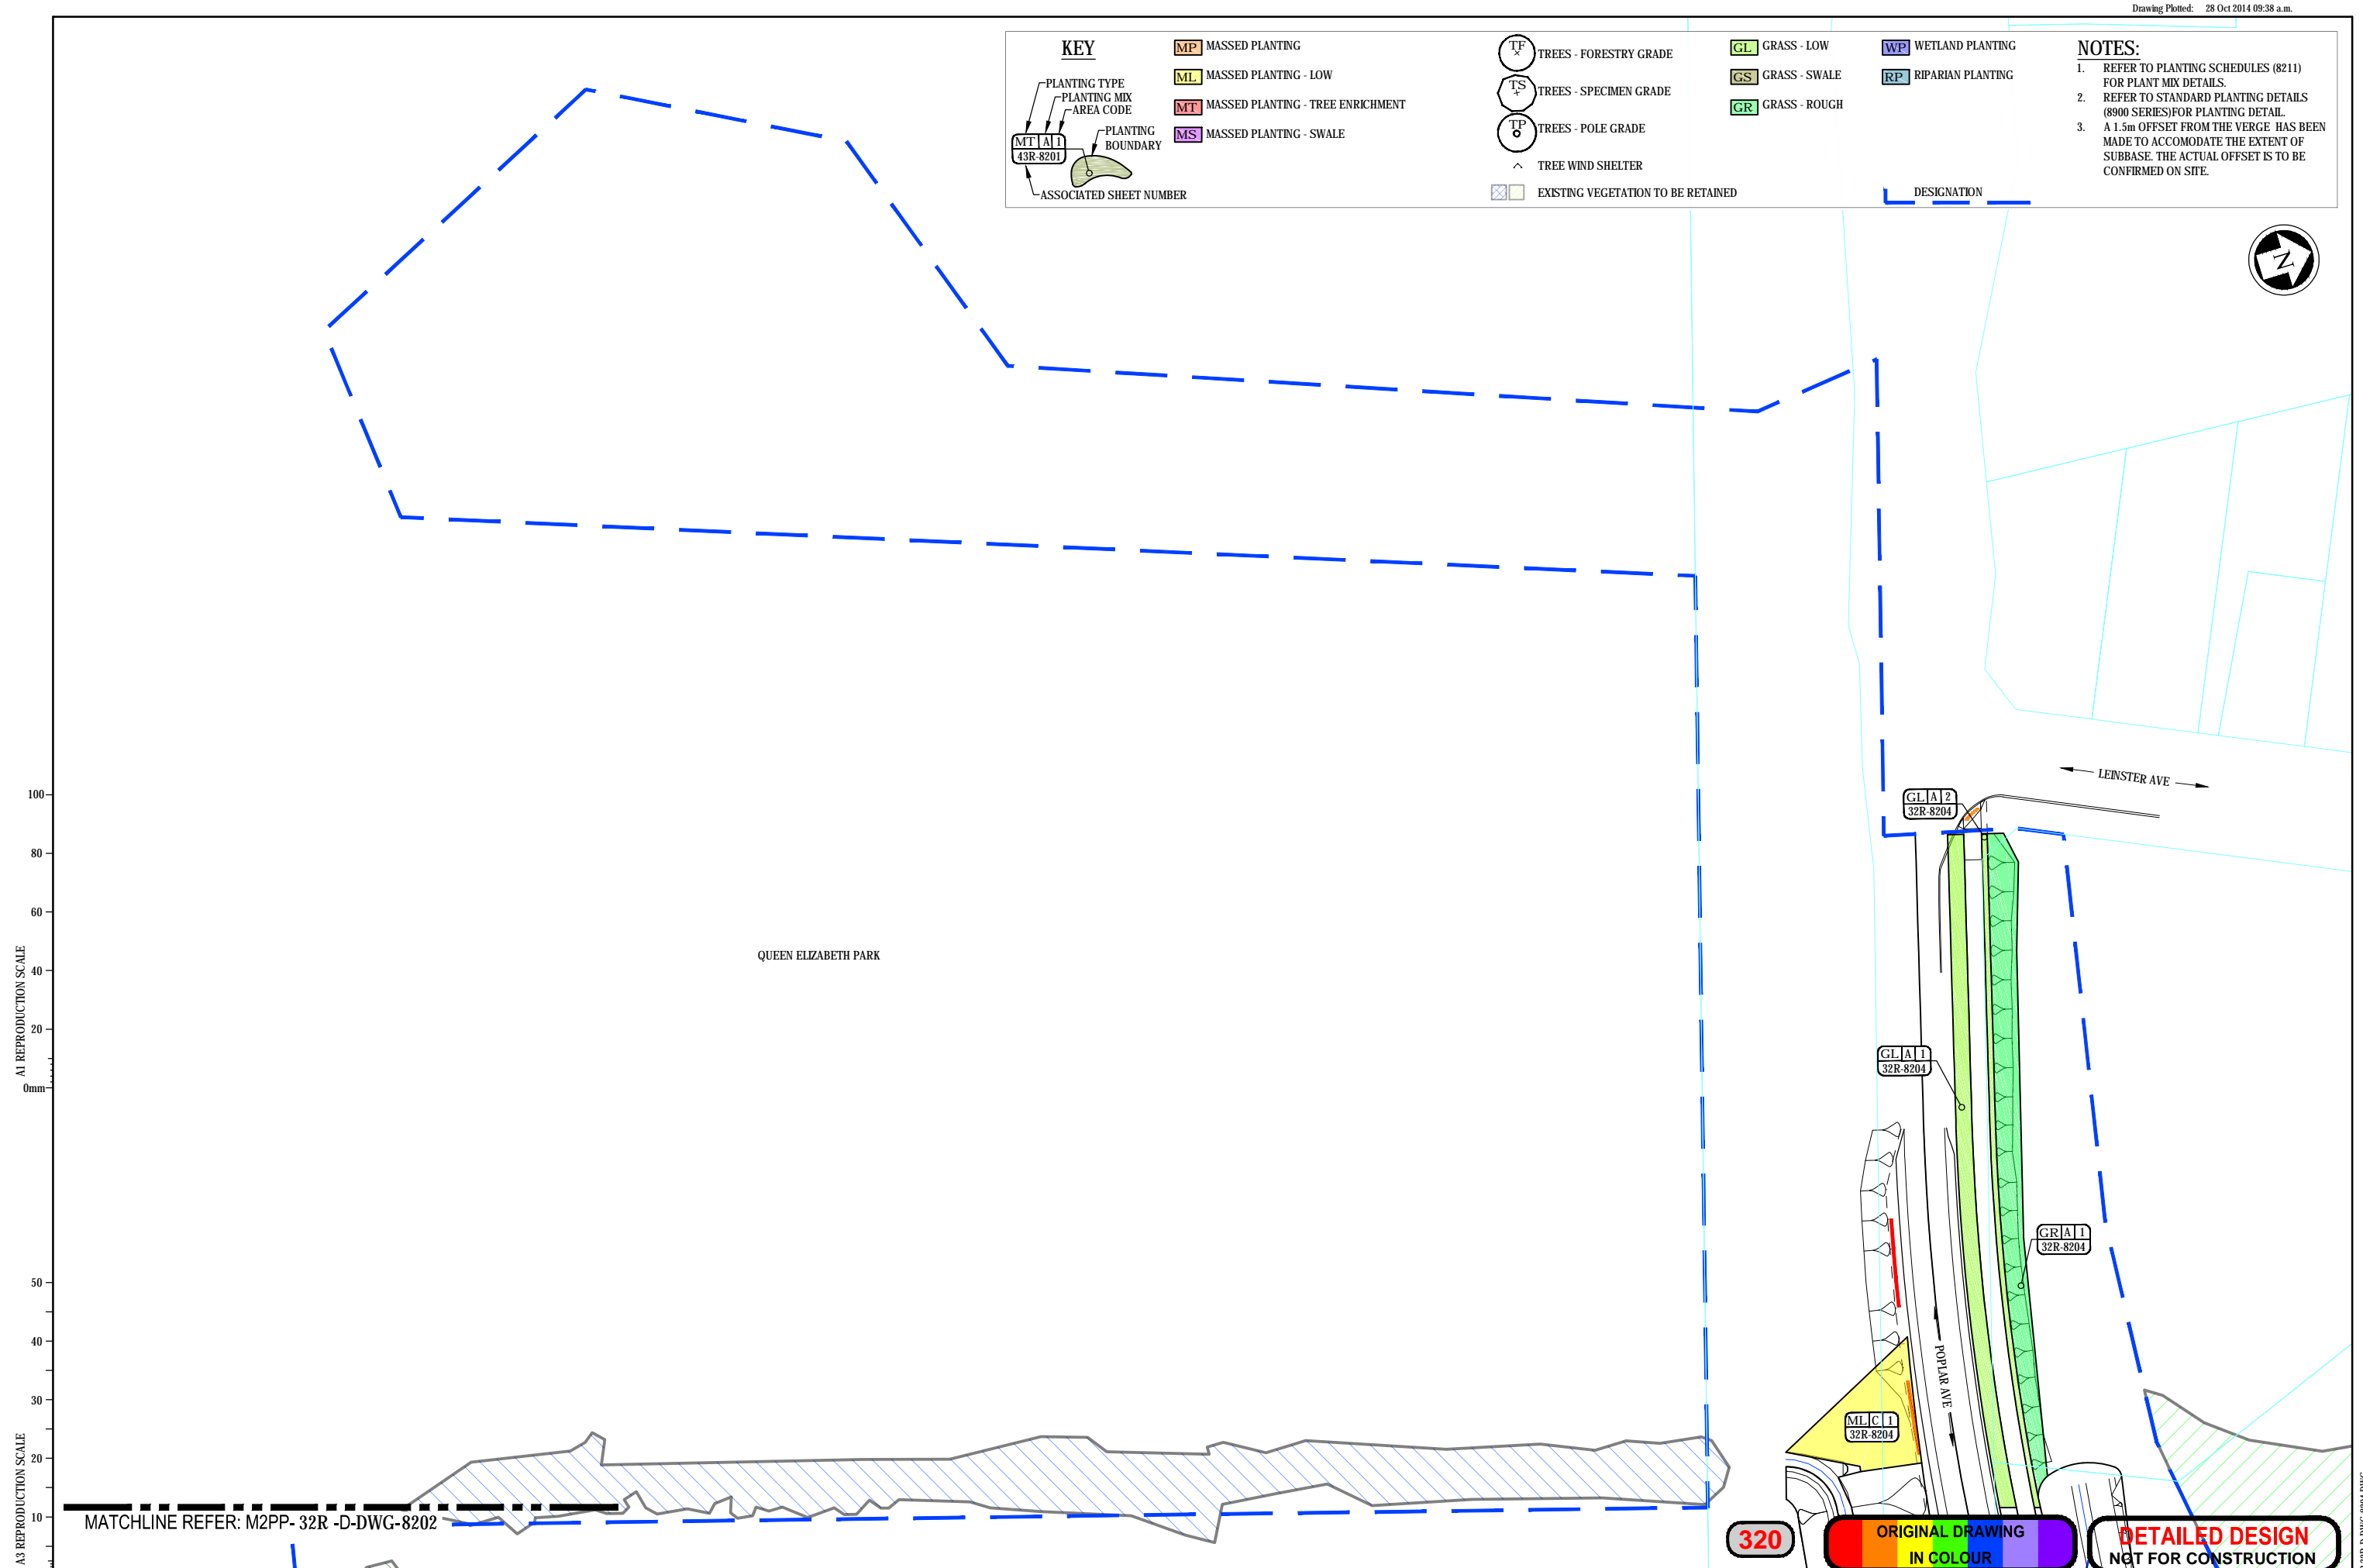 Drawing Plotted: 28 Oct 2014 09:38 a.m.
KEY
PLANTING TYPE
PLANTING MIX
AREA CODE
PLANTING
BOUNDARY
MT A 1
43R-8201
ASSOCIATED SHEET NUMBER
MP MASSED PLANTING
ML MASSED PLANTING - LOW
MT MASSED PLANTING - TREE ENRICHMENT
MS MASSED PLANTING - SWALE
TF TREES - FORESTRY GRADE
TS TREES - SPECIMEN GRADE
TP TREES - POLE GRADE
TREE WIND SHELTER
EXISTING VEGETATION TO BE RETAINED
GL GRASS - LOW
GS GRASS - SWALE
GR GRASS - ROUGH
WP WETLAND PLANTING
RP RIPARIAN PLANTING
DESIGNATION
NOTES:
1. REFER TO PLANTING SCHEDULES (8211)
FOR PLANT MIX DETAILS.
2. REFER TO STANDARD PLANTING DETAILS
(8900 SERIES)FOR PLANTING DETAIL.
3. A 1.5m OFFSET FROM THE VERGE HAS BEEN
MADE TO ACCOMODATE THE EXTENT OF
SUBBASE. THE ACTUAL OFFSET IS TO BE
CONFIRMED ON SITE.
N
LEINSTER AVE
GL A 2
32R-8204
100
80
60
40
20
0mm
A1 REPRODUCTION SCALE
QUEEN ELIZABETH PARK
GL A 1
32R-8204
GR A 1
32R-8204
POPLAR AVE
ML C 1
32R-8204
50
40
30
20
10
A3 REPRODUCTION SCALE
MATCHLINE REFER: M2PP- 32R -D-DWG-8202
320
ORIGINAL DRAWING
IN COLOUR
DETAILED DESIGN
NOT FOR CONSTRUCTION